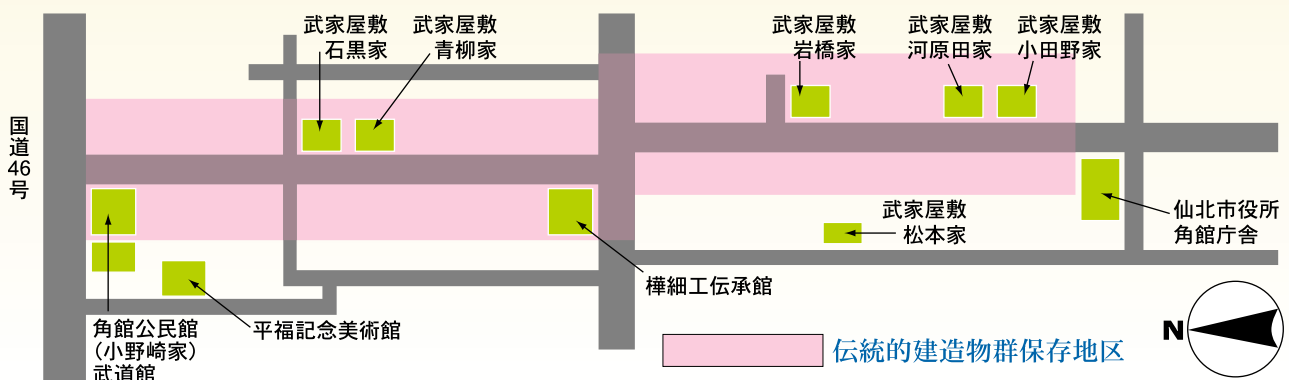 国道46号
武家屋敷
石黒家
武家屋敷
青柳家
武家屋敷
岩橋家
武家屋敷
河原田家
武家屋敷
小田野家
武家屋敷
松本家
仙北市役所
角館庁舎
樺細工伝承館
平福記念美術館
角館公民館
(小野崎家)
武道館
伝統的建造物群保存地区
N